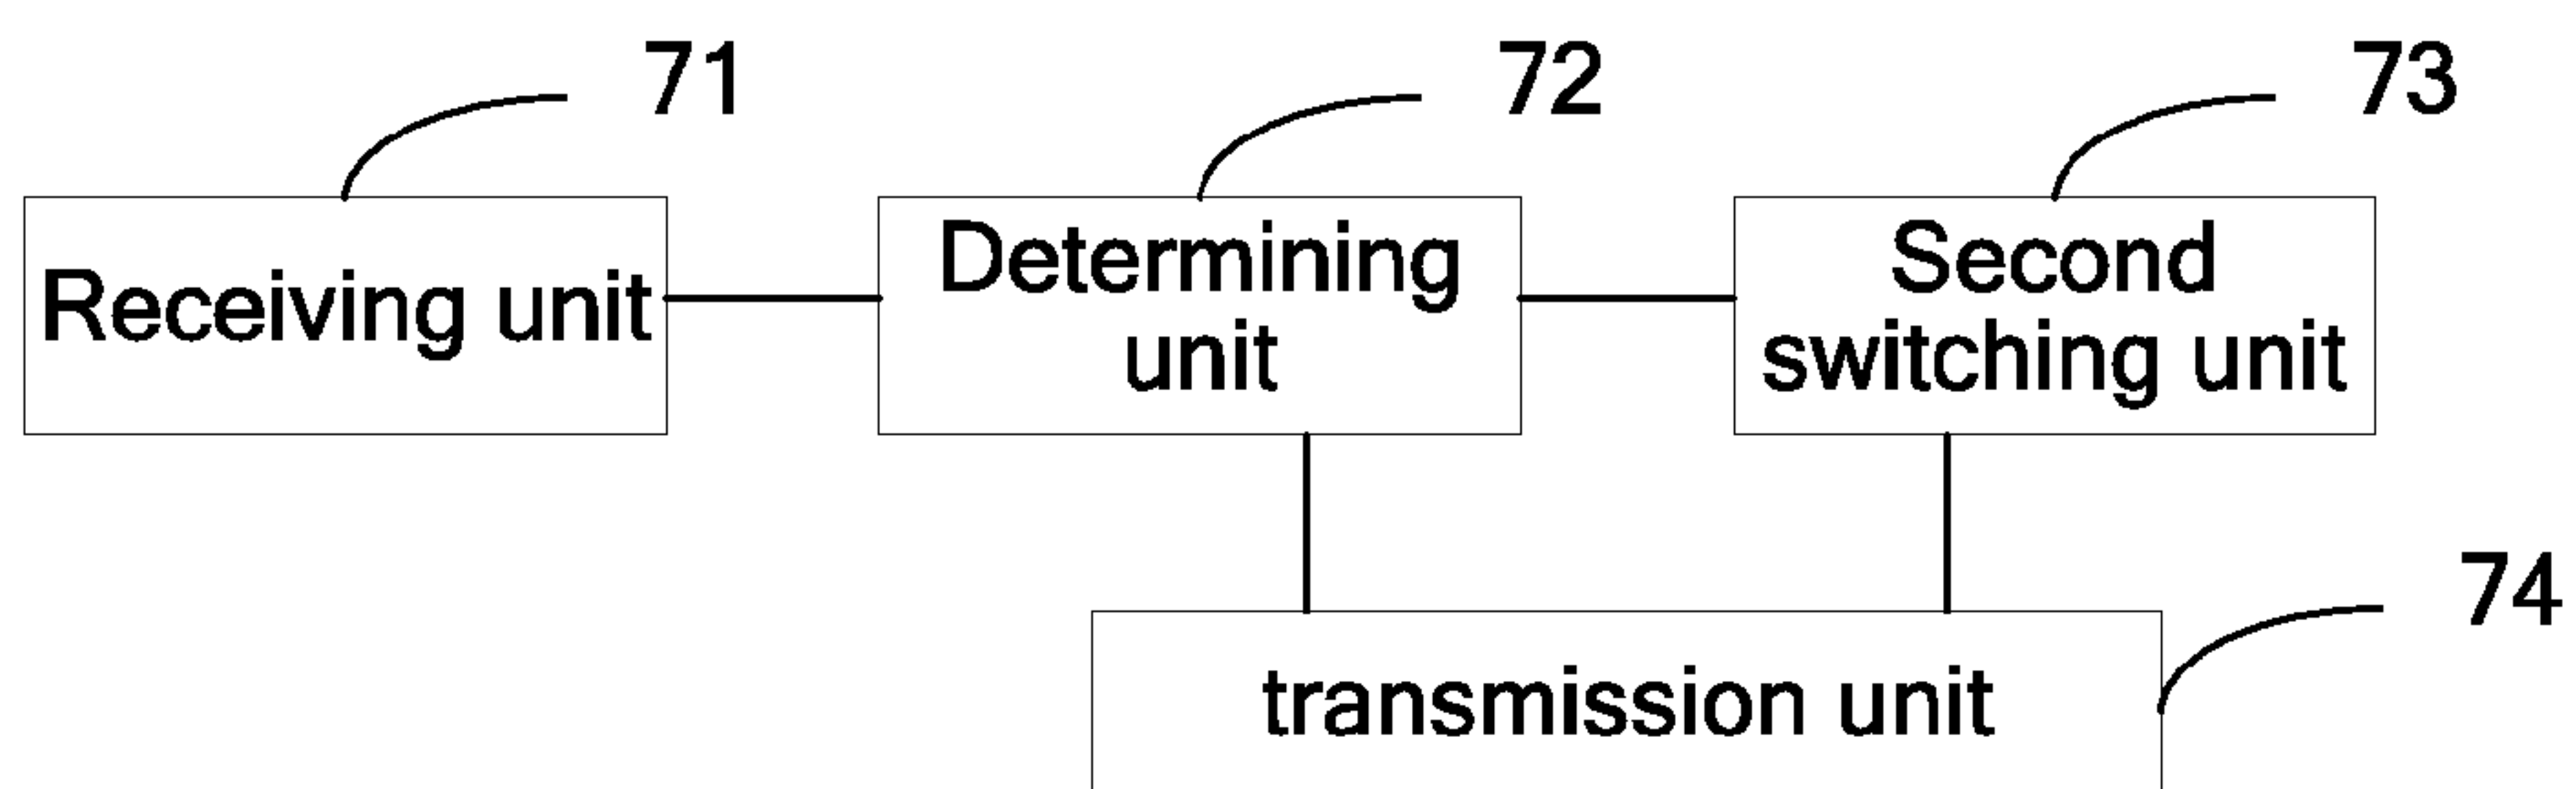 71
72
73
Receiving unit
Determining
unit
Second
switching unit
74
transmission unit